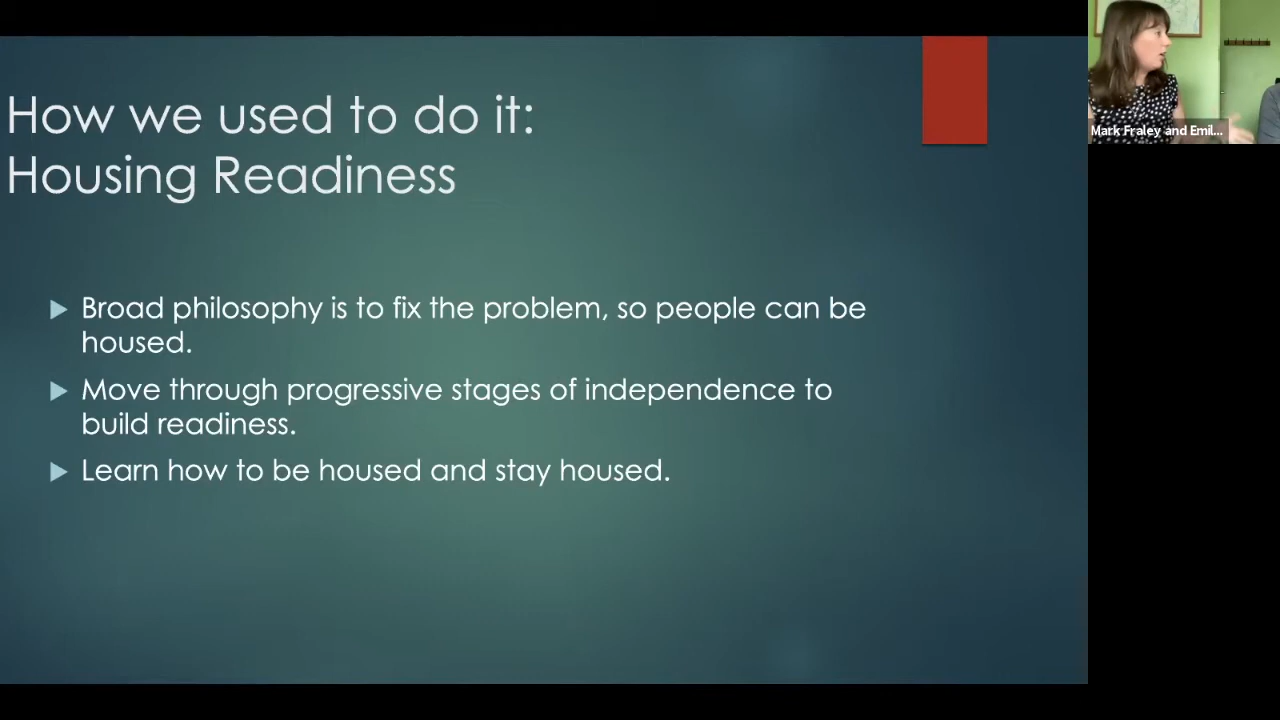 How we used to do it:
Housing Readiness
Broad philosophy is to fix the problem, so people can be
housed.
Move through progressive stages of independence to
build readiness.
Learn how to be housed and stay housed.
Mark Fraley and Emil...